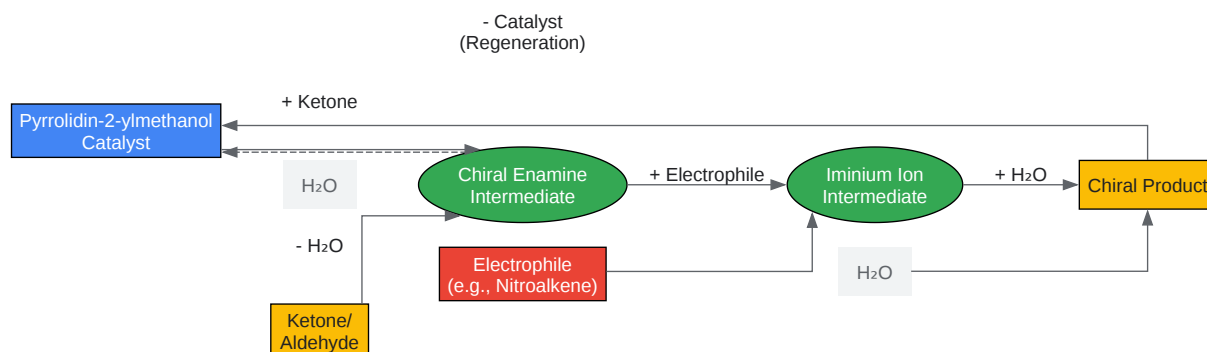 - Catalyst
(Regeneration)
+ Ketone
Pyrrolidin-2-ylmethanol
Catalyst
H₂O
Chiral Enamine
Intermediate
+ Electrophile
Iminium Ion
Intermediate
+ H₂O
Chiral Product
- H₂O
Electrophile
(e.g., Nitroalkene)
H₂O
Ketone/
Aldehyde